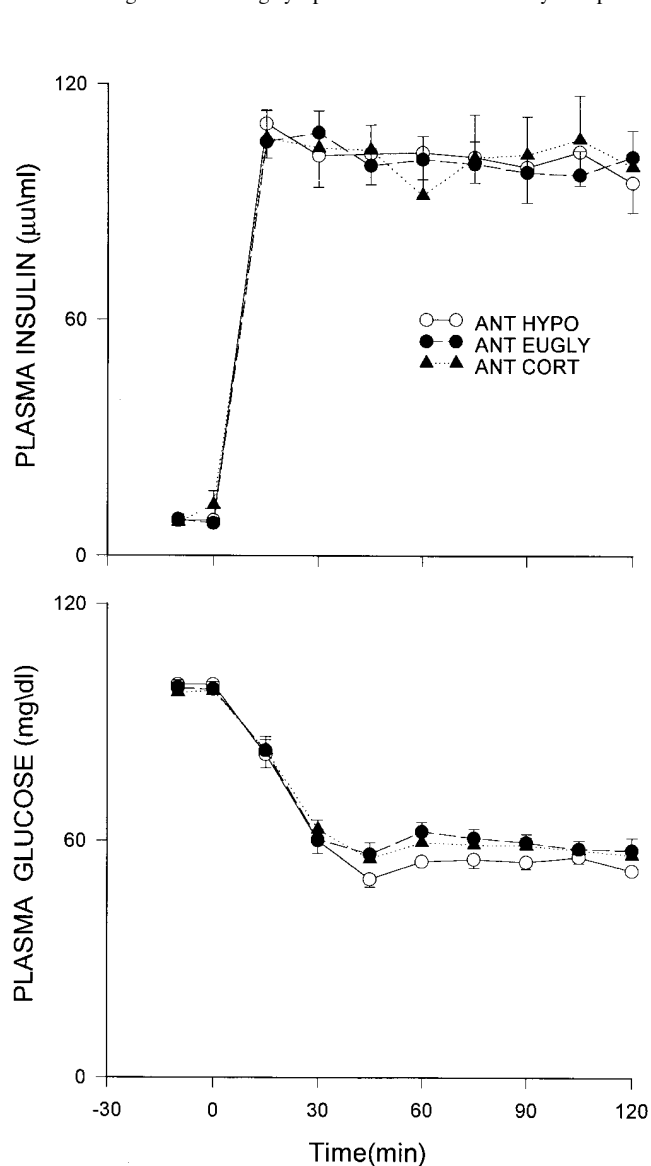 120
60
0
PLASMA INSULIN (µu\ml)
ANT HYPO
ANT EUGLY
ANT CORT
120
60
0
PLASMA GLUCOSE (mg\dl)
-30 0 30 60 90 120
Time(min)